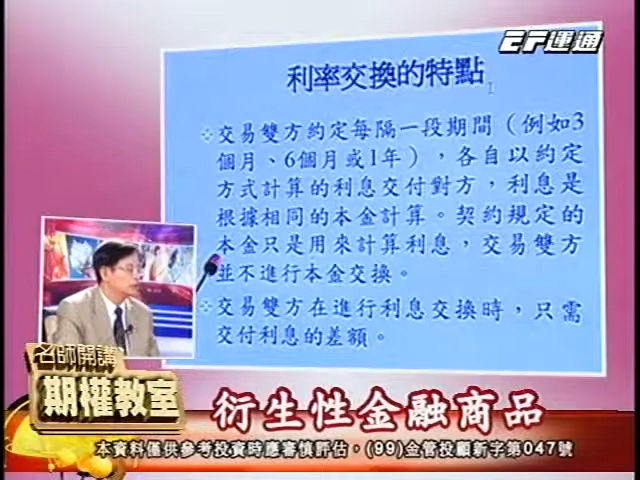 EF運通
利率交換的特點
交易雙方約定每隔一段期間（例如3
個月、6個月或1年），各自以約定
方式計算的利息交付對方，利息是
根據相同的本金計算。契約規定的
本金只是用來計算利息，交易雙方
並不進行本金交換。
交易雙方在進行利息交換時，只需
交付利息的差額。
名師開講
期權教室
衍生性金融商品
本資料僅供參考投資時應審慎評估，(99)金管投顧新字第047號